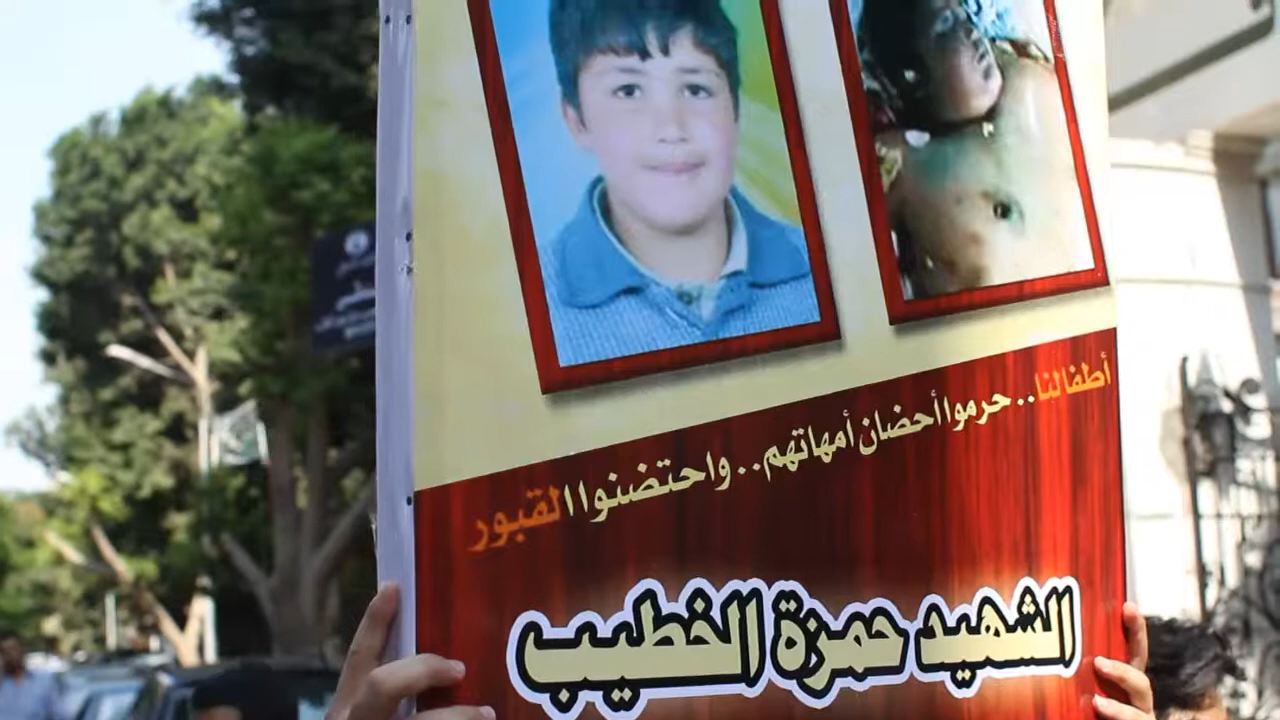 أطفالنا.. حرموا أحضان أمهاتهم.. واحتضنوا القبور
الشهيد حمزة الخطيب